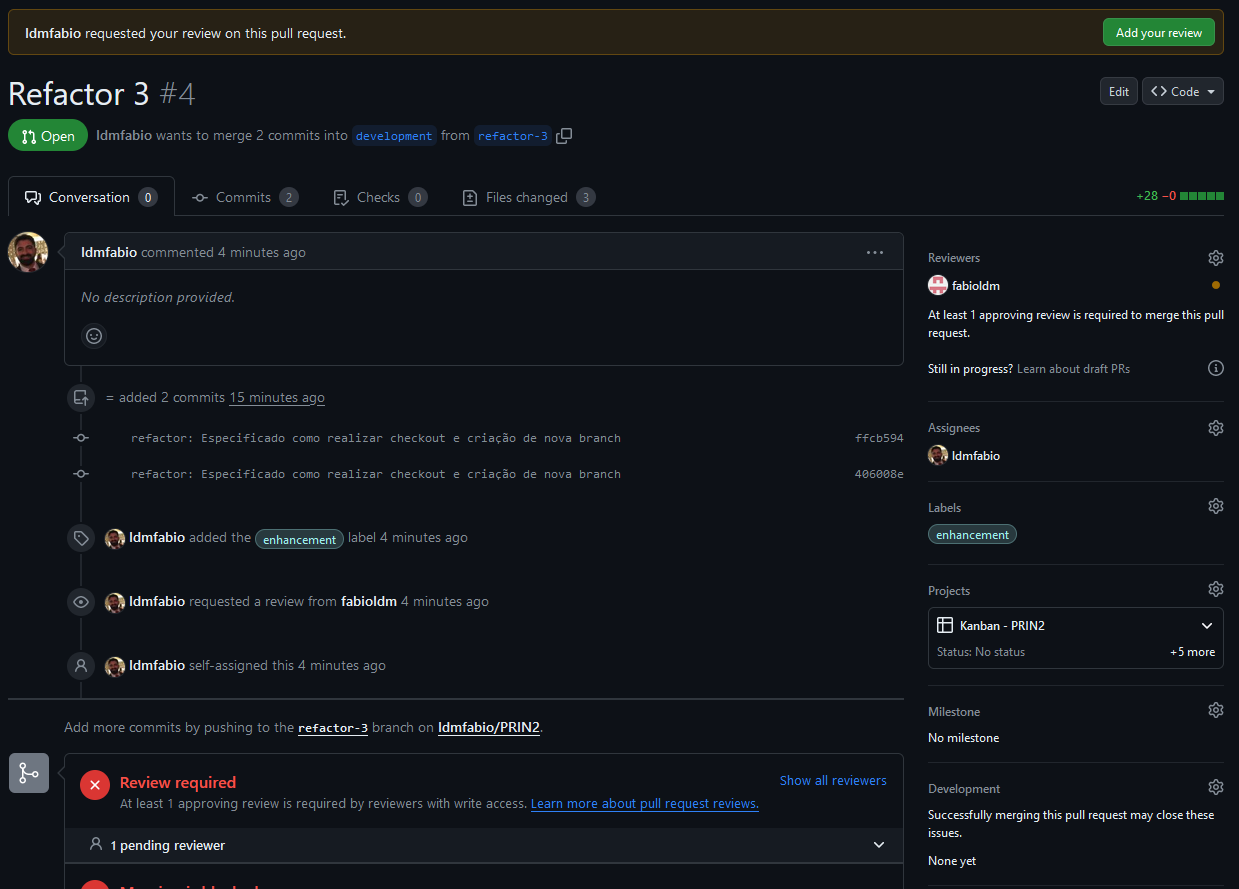 ldmfabio requested your review on this pull request.
Add your review
Refactor 3 #4
Edit
Code
Open
ldmfabio wants to merge 2 commits into development from refactor-3
Conversation 0
Commits 2
Checks 0
Files changed 3
+28 −0
ldmfabio commented 4 minutes ago
No description provided.
= added 2 commits 15 minutes ago
refactor: Especificado como realizar checkout e criação de nova branch
ffcb594
refactor: Especificado como realizar checkout e criação de nova branch
406008e
ldmfabio added the enhancement label 4 minutes ago
ldmfabio requested a review from fabioldm 4 minutes ago
ldmfabio self-assigned this 4 minutes ago
Add more commits by pushing to the refactor-3 branch on ldmfabio/PRIN2.
Review required
Show all reviewers
At least 1 approving review is required by reviewers with write access. Learn more about pull request reviews.
1 pending reviewer
Reviewers
fabioldm
At least 1 approving review is required to merge this pull
request.
Still in progress? Learn about draft PRs
Assignees
ldmfabio
Labels
enhancement
Projects
Kanban - PRIN2
Status: No status
+5 more
Milestone
No milestone
Development
Successfully merging this pull request may close these
issues.
None yet